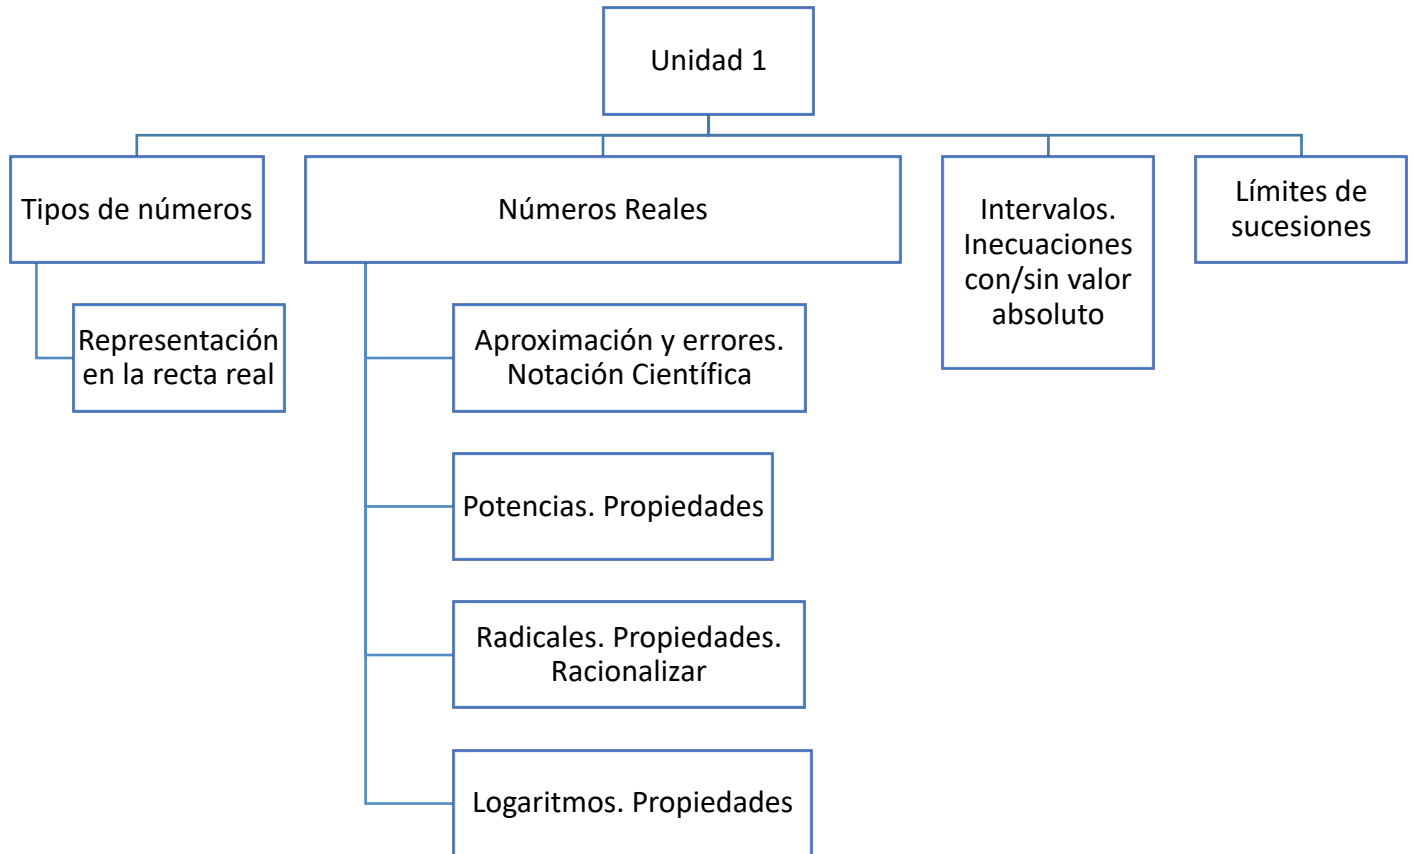 Unidad 1
Tipos de números
Representación
en la recta real
Números Reales
Aproximación y errores.
Notación Científica
Potencias. Propiedades
Radicales. Propiedades.
Racionalizar
Logaritmos. Propiedades
Intervalos.
Inecuaciones
con/sin valor
absoluto
Límites de
sucesiones